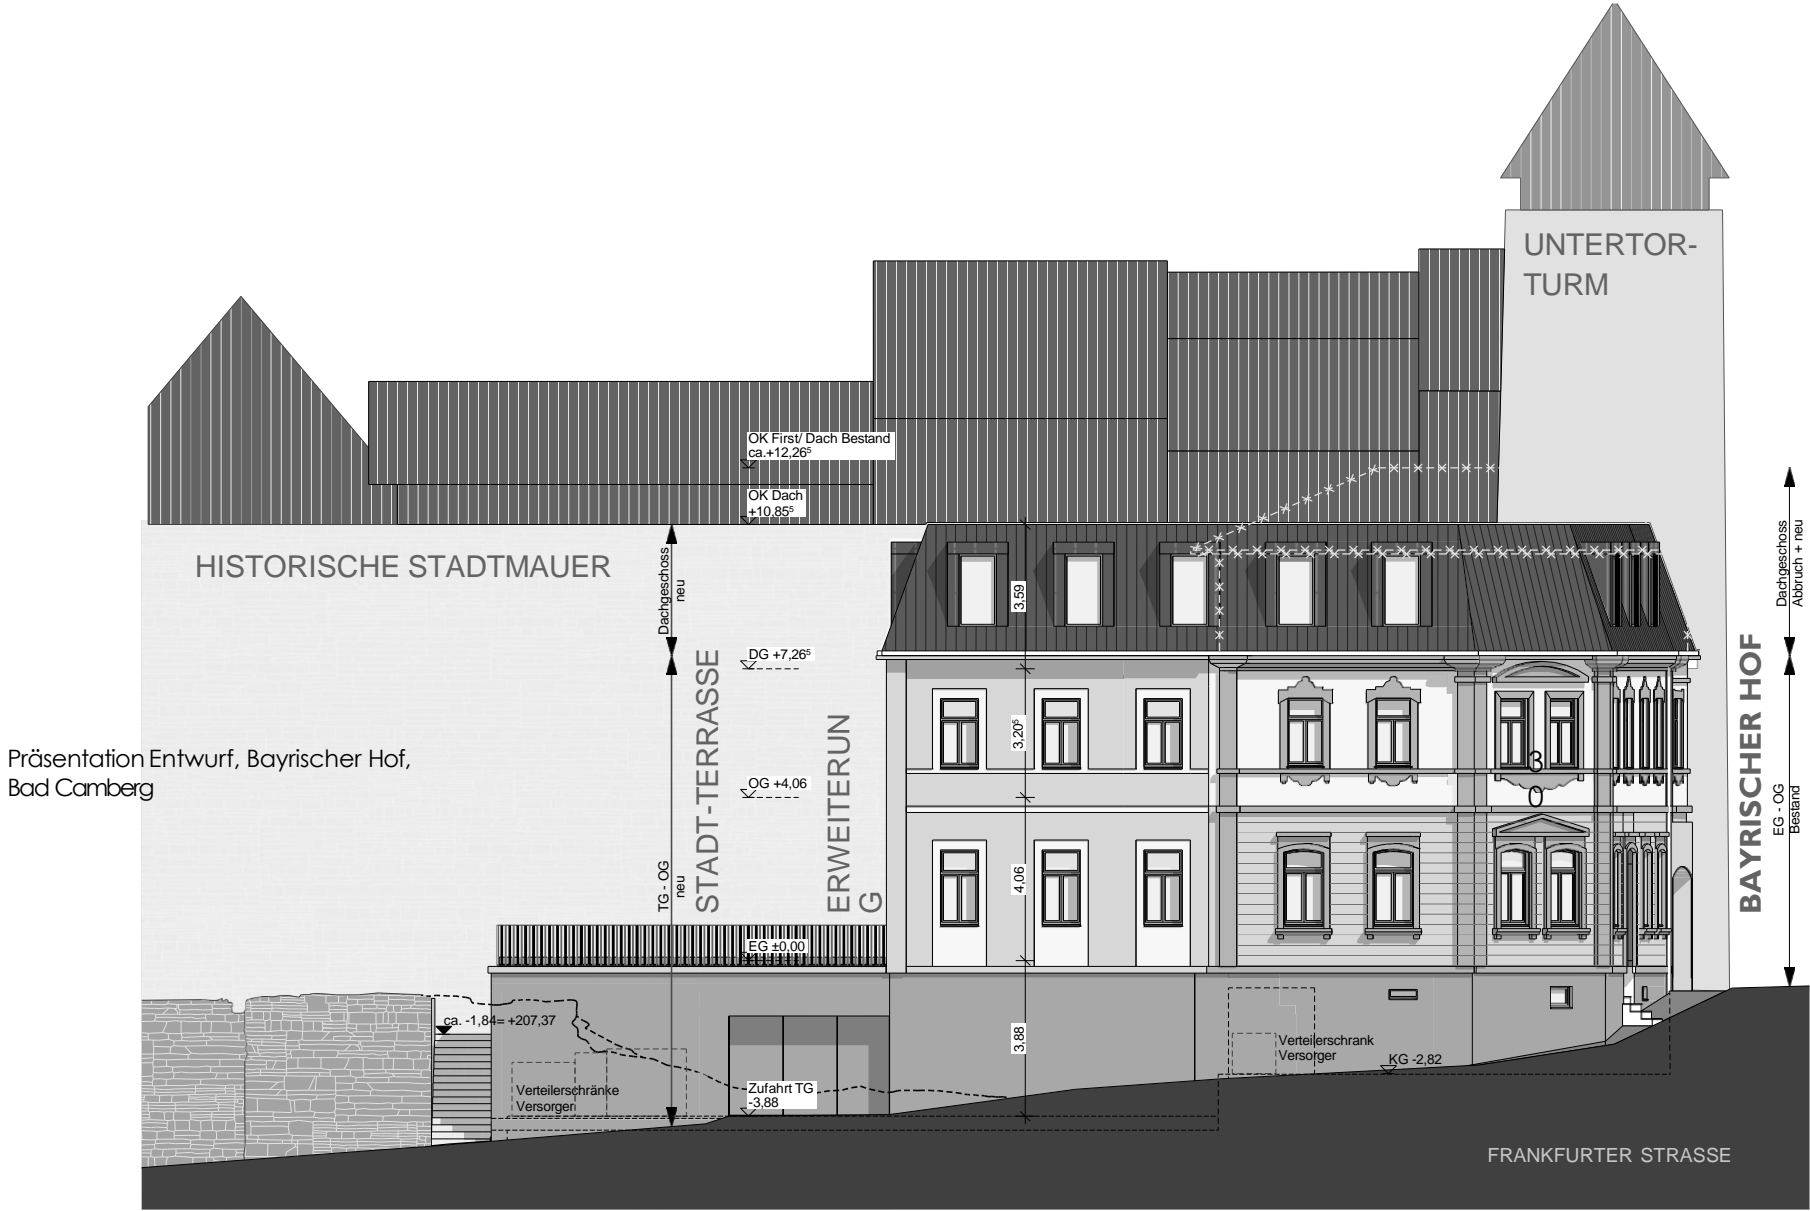 UNTERTOR-
TURM
OK First/ Dach Bestand
ca.+12,26⁵
OK Dach
+10,85⁵
HISTORISCHE STADTMAUER
Dachgeschoss
neu
3,59
Dachgeschoss
Abbruch + neu
DG +7,26⁵
STADT-TERRASSE
ERWEITERUN
G
3,20⁵
BAYRISCHER HOF
Präsentation Entwurf, Bayrischer Hof,
Bad Camberg
3
0
OG +4,06
EG - OG
Bestand
TG - OG
neu
4,06
EG ±0,00
ca. -1,84= +207,37
3,88
Verteilerschrank
Versorger
KG -2,82
Verteilerschränke
Versorger
Zufahrt TG
-3,88
FRANKFURTER STRASSE